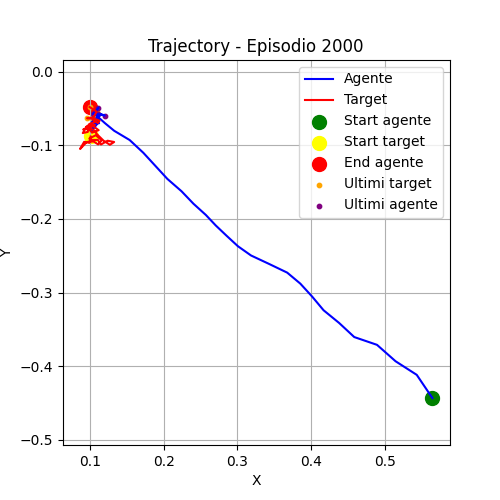 Trajectory - Episodio 2000
Agente
Target
Start agente
Start target
End agente
Ultimi target
Ultimi agente
0.0
−0.1
−0.2
−0.3
−0.4
−0.5
Y
0.1 0.2 0.3 0.4 0.5
X